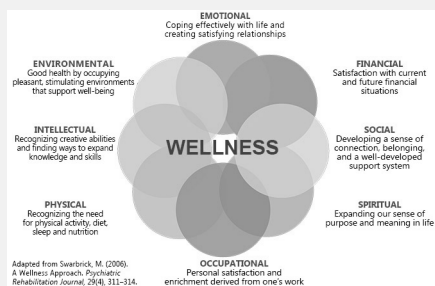 EMOTIONAL
Coping effectively with life and
creating satisfying relationships
ENVIRONMENTAL
Good health by occupying
pleasant, stimulating environments
that support well-being
FINANCIAL
Satisfaction with current
and future financial
situations
INTELLECTUAL
Recognizing creative abilities
and finding ways to expand
knowledge and skills
WELLNESS
SOCIAL
Developing a sense of
connection, belonging,
and a well-developed
support system
PHYSICAL
Recognizing the need
for physical activity, diet,
sleep and nutrition
SPIRITUAL
Expanding our sense of
purpose and meaning in life
OCCUPATIONAL
Personal satisfaction and
enrichment derived from one's work
Adapted from Swarbrick, M. (2006).
A Wellness Approach. Psychiatric
Rehabilitation Journal, 29(4), 311–314.